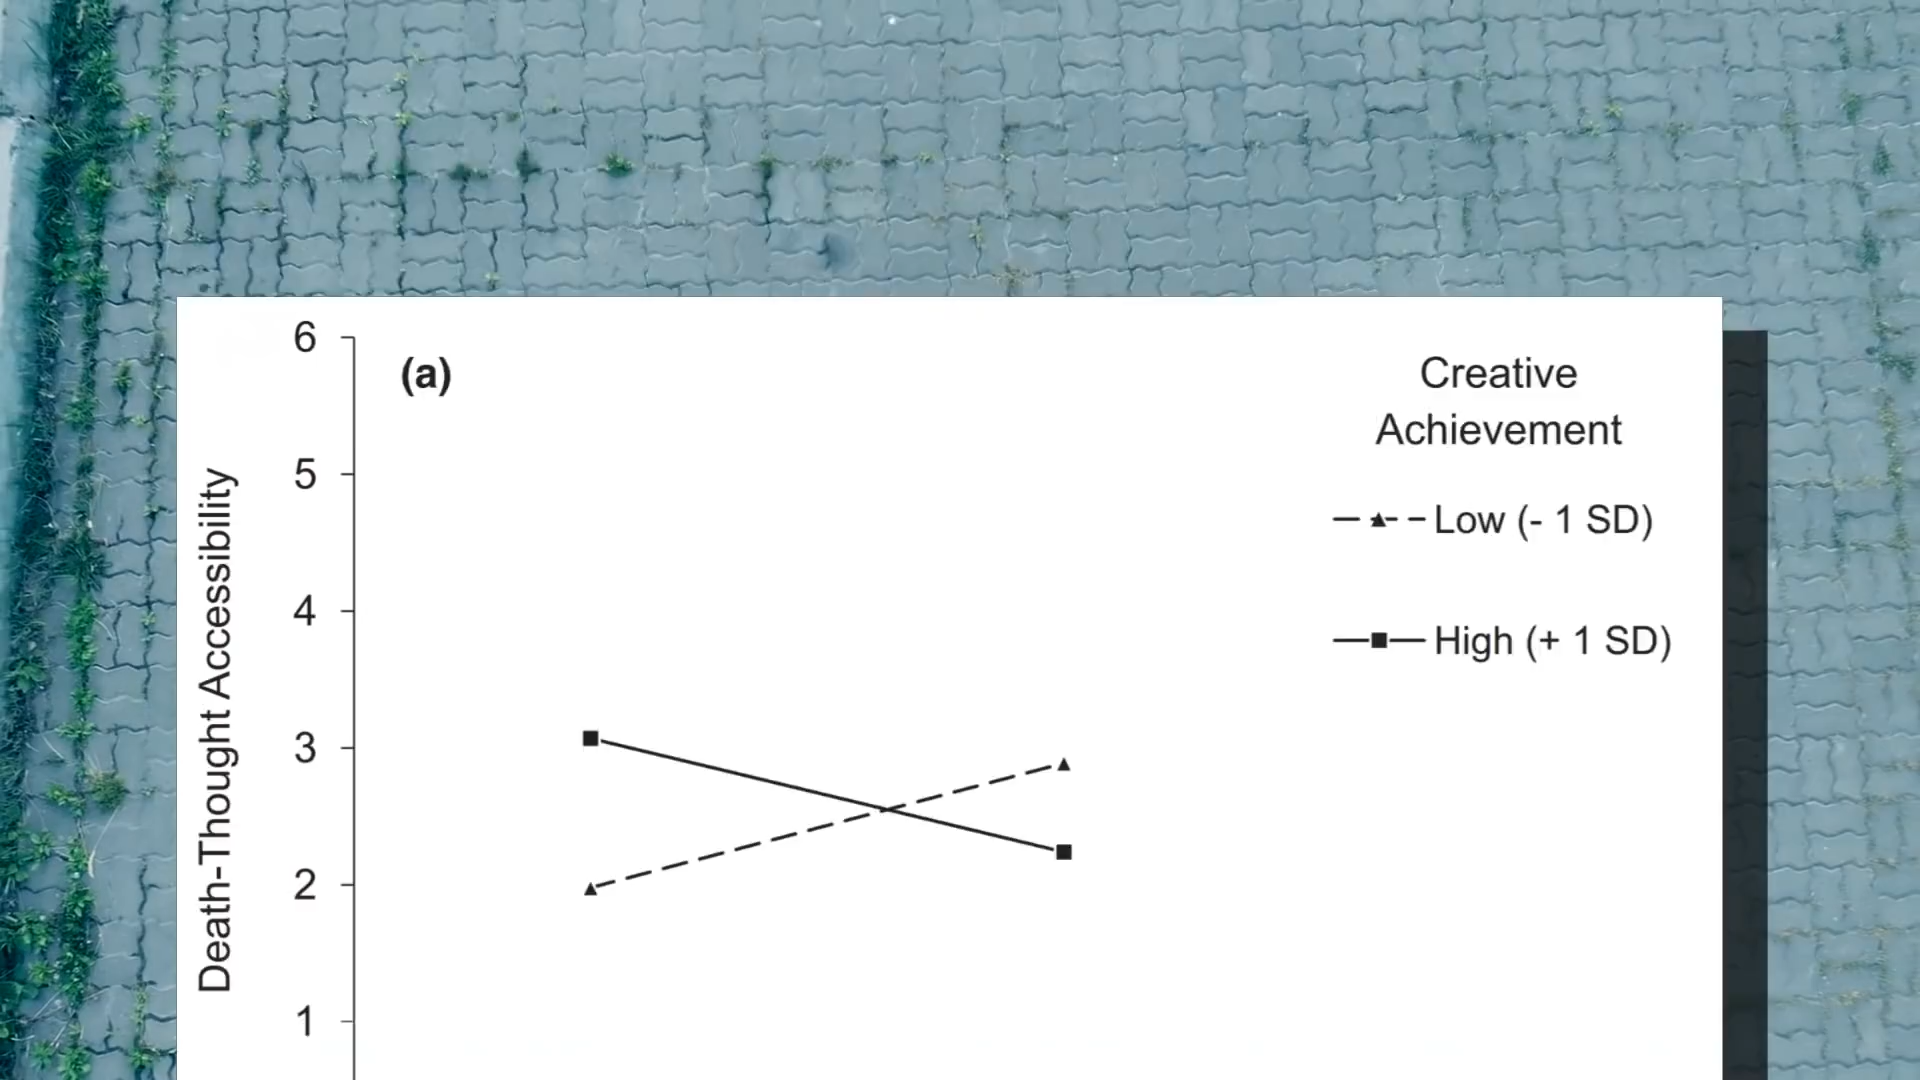 6
(a)
Creative
Achievement
5
Low (- 1 SD)
Death-Thought Accessibility
4
High (+ 1 SD)
3
2
1